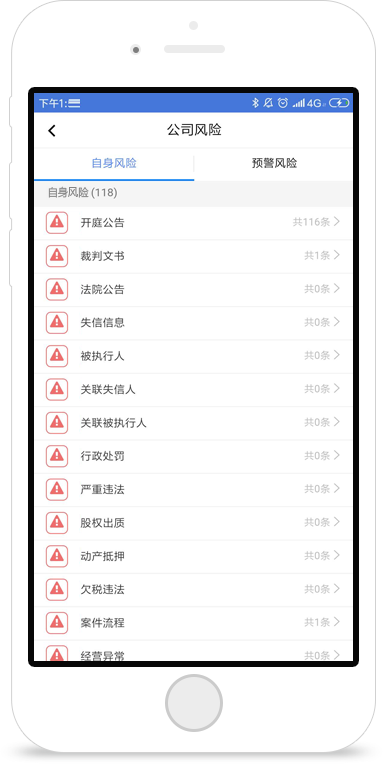 下午1:
4G
公司风险
自身风险 预警风险
自身风险 (118)
开庭公告 共116条
裁判文书 共1条
法院公告 共0条
失信信息 共0条
被执行人 共0条
关联失信人 共0条
关联被执行人 共0条
行政处罚 共0条
严重违法 共0条
股权出质 共0条
动产抵押 共0条
欠税违法 共0条
案件流程 共1条
经营异常 共0条